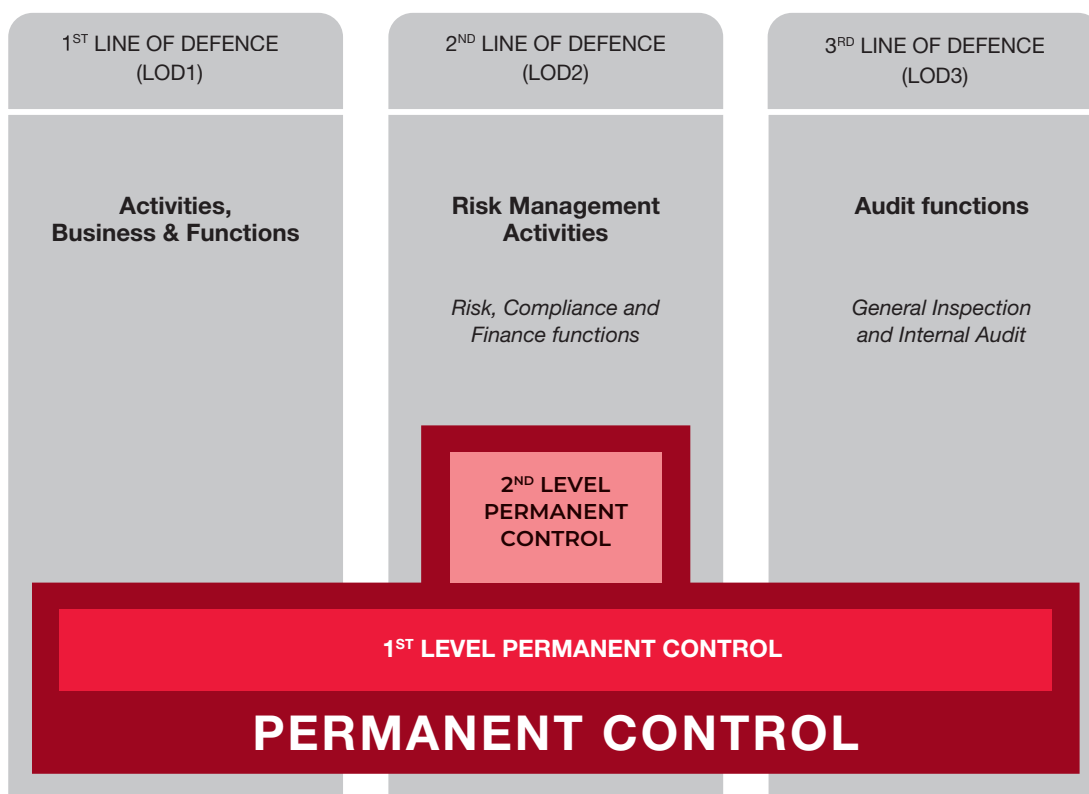 1ST LINE OF DEFENCE
(LOD1)
2ND LINE OF DEFENCE
(LOD2)
3RD LINE OF DEFENCE
(LOD3)
Activities,
Business & Functions
Risk Management
Activities
Risk, Compliance and
Finance functions
Audit functions
General Inspection
and Internal Audit
2ND LEVEL
PERMANENT
CONTROL
1ST LEVEL PERMANENT CONTROL
PERMANENT CONTROL